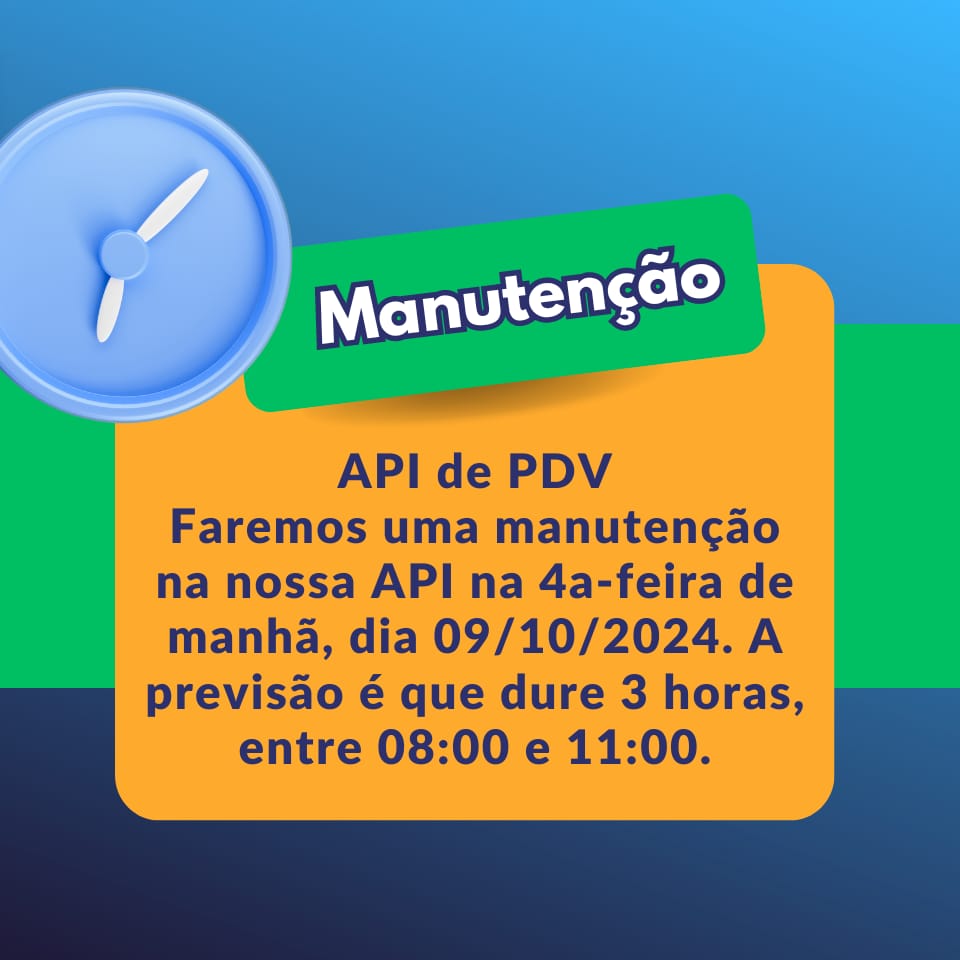 Manutenção
API de PDV
Faremos uma manutenção
na nossa API na 4a-feira de
manhã, dia 09/10/2024. A
previsão é que dure 3 horas,
entre 08:00 e 11:00.